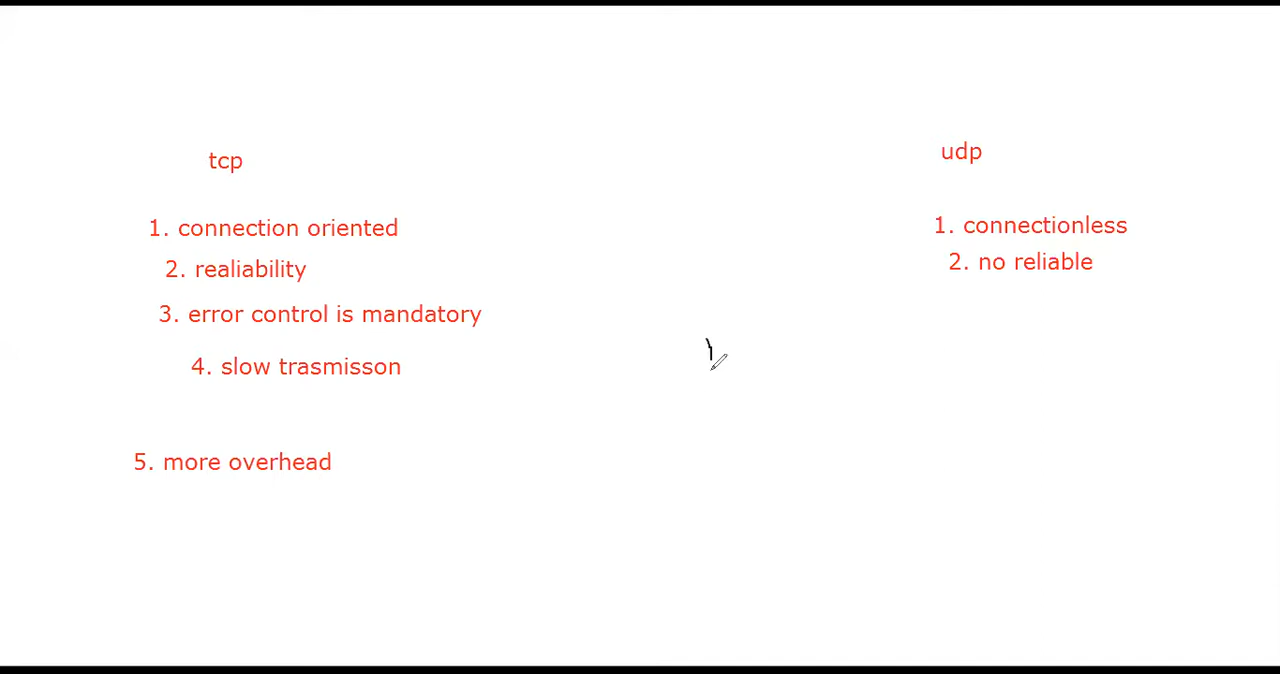 tcp
1. connection oriented
2. realiability
3. error control is mandatory
4. slow trasmisson
5. more overhead
udp
1. connectionless
2. no reliable